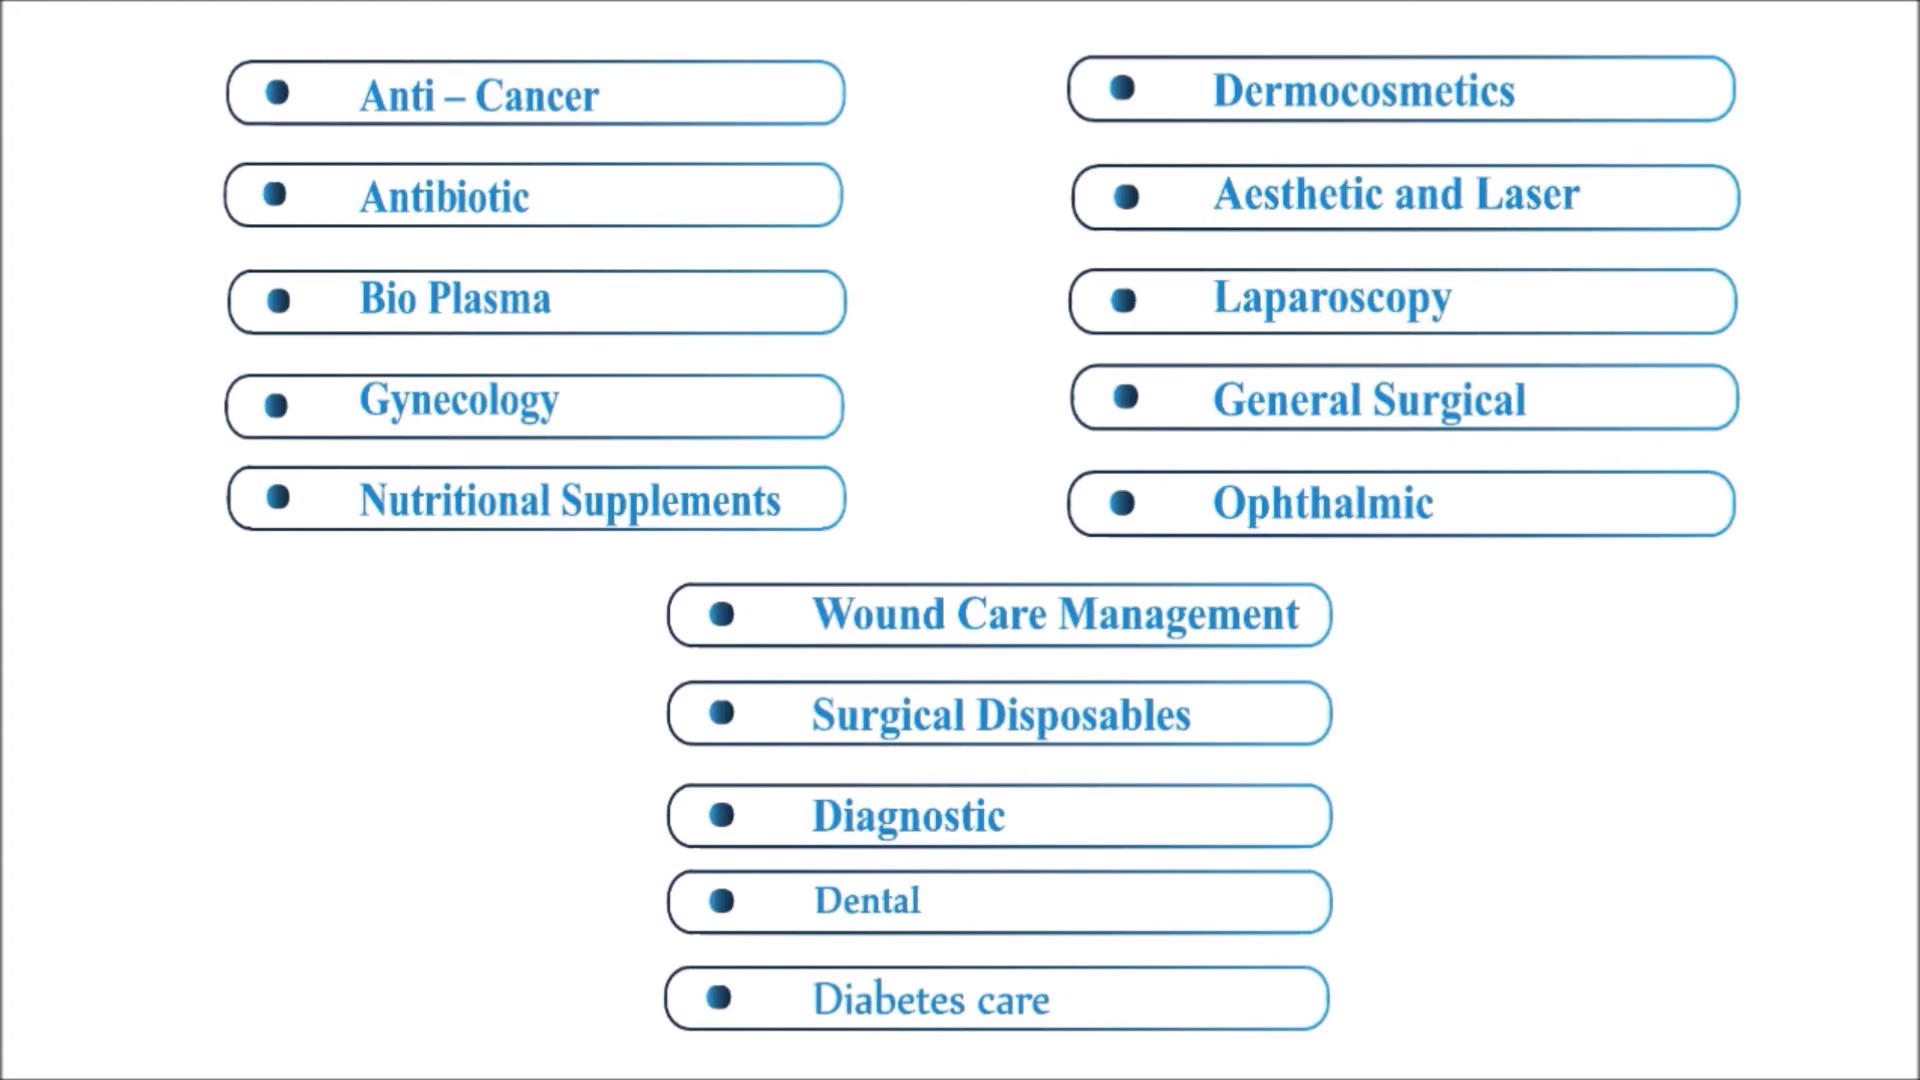 Anti – Cancer
Antibiotic
Bio Plasma
Gynecology
Nutritional Supplements
Dermocosmetics
Aesthetic and Laser
Laparoscopy
General Surgical
Ophthalmic
Wound Care Management
Surgical Disposables
Diagnostic
Dental
Diabetes care